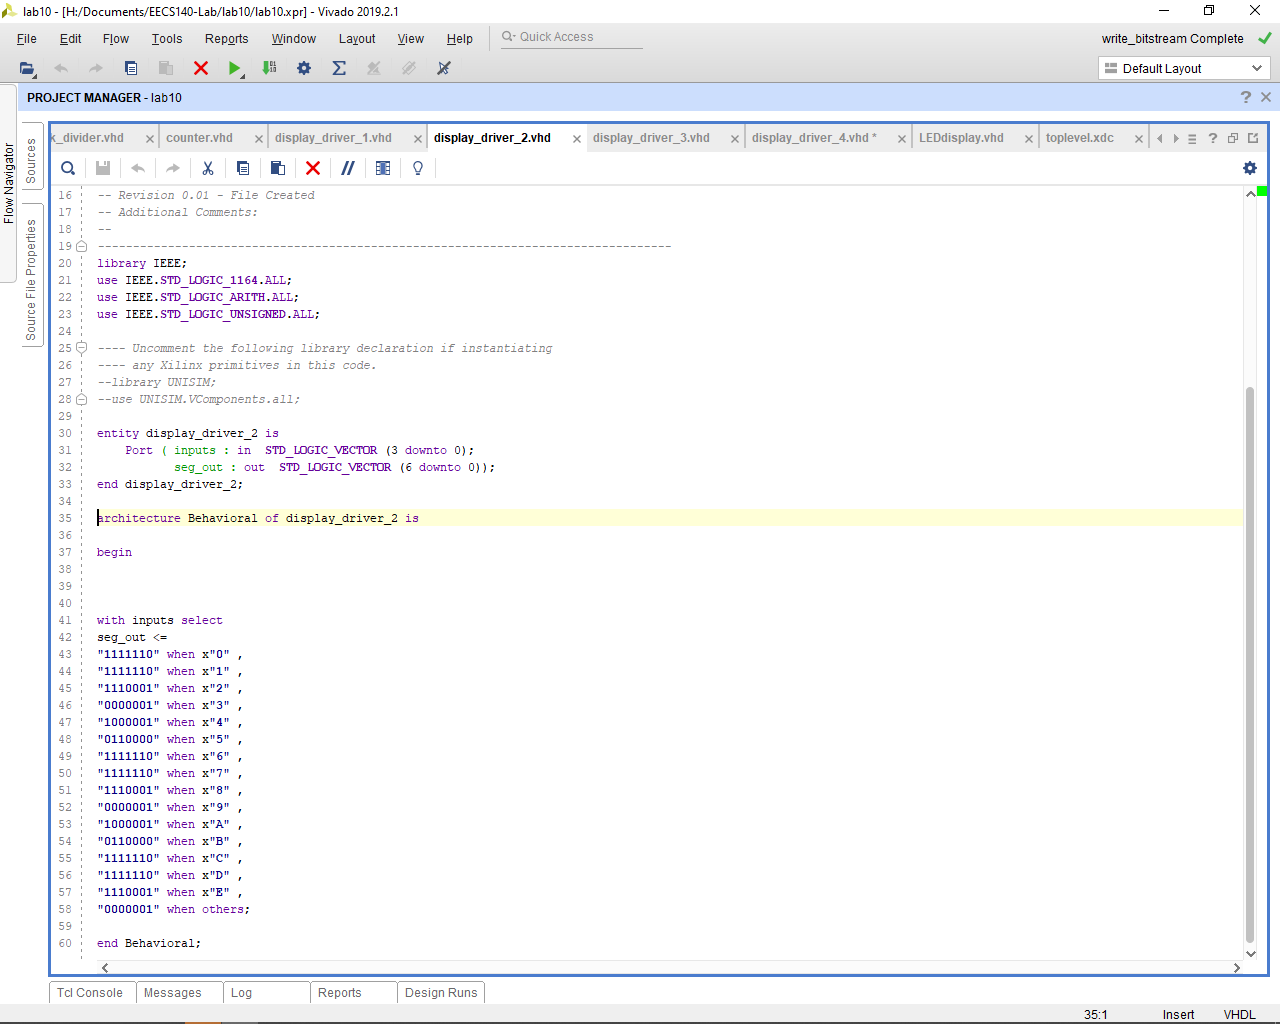 lab10 - [H:/Documents/EECS140-Lab/lab10/lab10.xpr] - Vivado 2019.2.1
File Edit Flow Tools Reports Window Layout View Help Quick Access
write_bitstream Complete
Default Layout
PROJECT MANAGER - lab10
Flow Navigator
Sources
Source File Properties
k_divider.vhd counter.vhd display_driver_1.vhd display_driver_2.vhd display_driver_3.vhd display_driver_4.vhd * LEDdisplay.vhd toplevel.xdc
16 -- Revision 0.01 - File Created
17 -- Additional Comments:
18 --
19 ----------------------------------------------------------------------------------
20 library IEEE;
21 use IEEE.STD_LOGIC_1164.ALL;
22 use IEEE.STD_LOGIC_ARITH.ALL;
23 use IEEE.STD_LOGIC_UNSIGNED.ALL;
24
25 ---- Uncomment the following library declaration if instantiating
26 ---- any Xilinx primitives in this code.
27 --library UNISIM;
28 --use UNISIM.VComponents.all;
29
30 entity display_driver_2 is
31 Port ( inputs : in STD_LOGIC_VECTOR (3 downto 0);
32 seg_out : out STD_LOGIC_VECTOR (6 downto 0));
33 end display_driver_2;
34
35 architecture Behavioral of display_driver_2 is
36
37 begin
38
39
40
41 with inputs select
42 seg_out <=
43 "1111110" when x"0" ,
44 "1111110" when x"1" ,
45 "1110001" when x"2" ,
46 "0000001" when x"3" ,
47 "1000001" when x"4" ,
48 "0110000" when x"5" ,
49 "1111110" when x"6" ,
50 "1111110" when x"7" ,
51 "1110001" when x"8" ,
52 "0000001" when x"9" ,
53 "1000001" when x"A" ,
54 "0110000" when x"B" ,
55 "1111110" when x"C" ,
56 "1111110" when x"D" ,
57 "1110001" when x"E" ,
58 "0000001" when others;
59
60 end Behavioral;
Tcl Console Messages Log Reports Design Runs
35:1 Insert VHDL